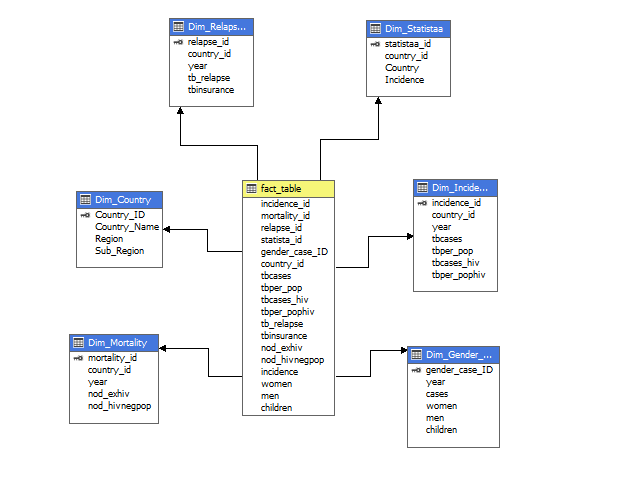 Dim_Relaps...
relapse_id
country_id
year
tb_relapse
tbinsurance
Dim_Statistaa
statistaa_id
country_id
Country
Incidence
fact_table
incidence_id
mortality_id
relapse_id
statista_id
gender_case_ID
country_id
tbcases
tbper_pop
tbcases_hiv
tbper_pophiv
tb_relapse
tbinsurance
nod_exhiv
nod_hivnegpop
incidence
women
men
children
Dim_Country
Country_ID
Country_Name
Region
Sub_Region
Dim_Incide...
incidence_id
country_id
year
tbcases
tbper_pop
tbcases_hiv
tbper_pophiv
Dim_Mortality
mortality_id
country_id
year
nod_exhiv
nod_hivnegpop
Dim_Gender_...
gender_case_ID
year
cases
women
men
children